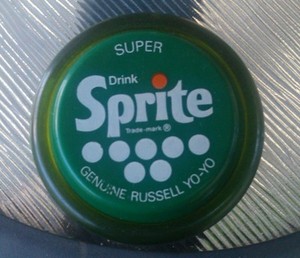 SUPER
Drink
Sprite
Trade-mark ®
GENUINE RUSSELL YO-YO